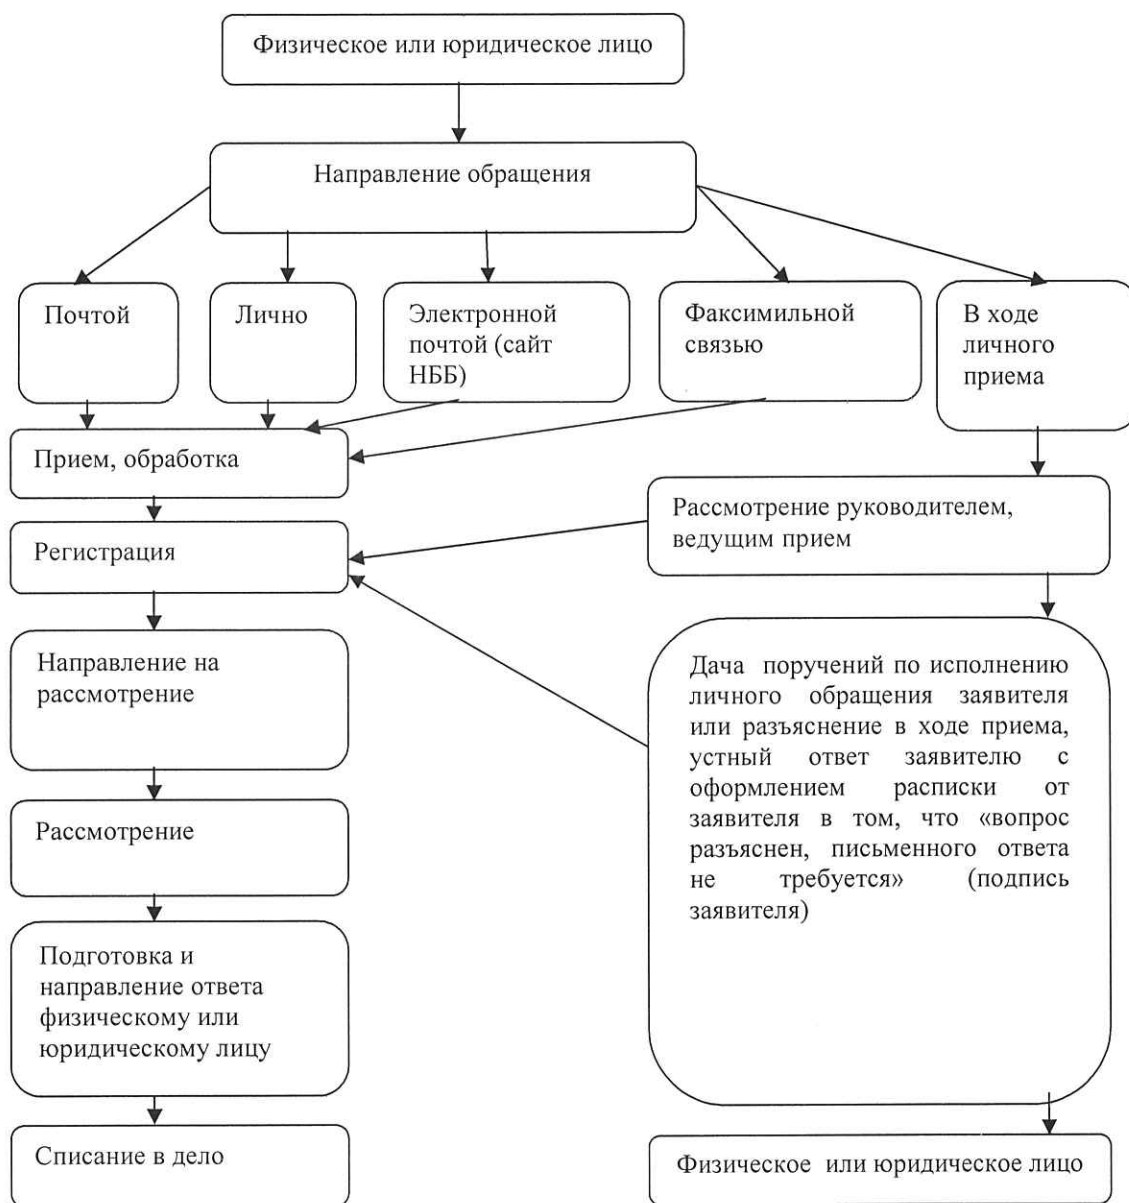 Физическое или юридическое лицо
Направление обращения
Почтой
Лично
Электронной
почтой (сайт
НББ)
Факсимильной
связью
В ходе
личного
приема
Прием, обработка
Рассмотрение руководителем,
ведущим прием
Регистрация
Направление на
рассмотрение
Рассмотрение
Подготовка и
направление ответа
физическому или
юридическому лицу
Списание в дело
Дача поручений по исполнению
личного обращения заявителя
или разъяснение в ходе приема,
устный ответ заявителю с
оформлением расписки от
заявителя в том, что «вопрос
разъяснен, письменного ответа
не требуется» (подпись
заявителя)
Физическое или юридическое лицо